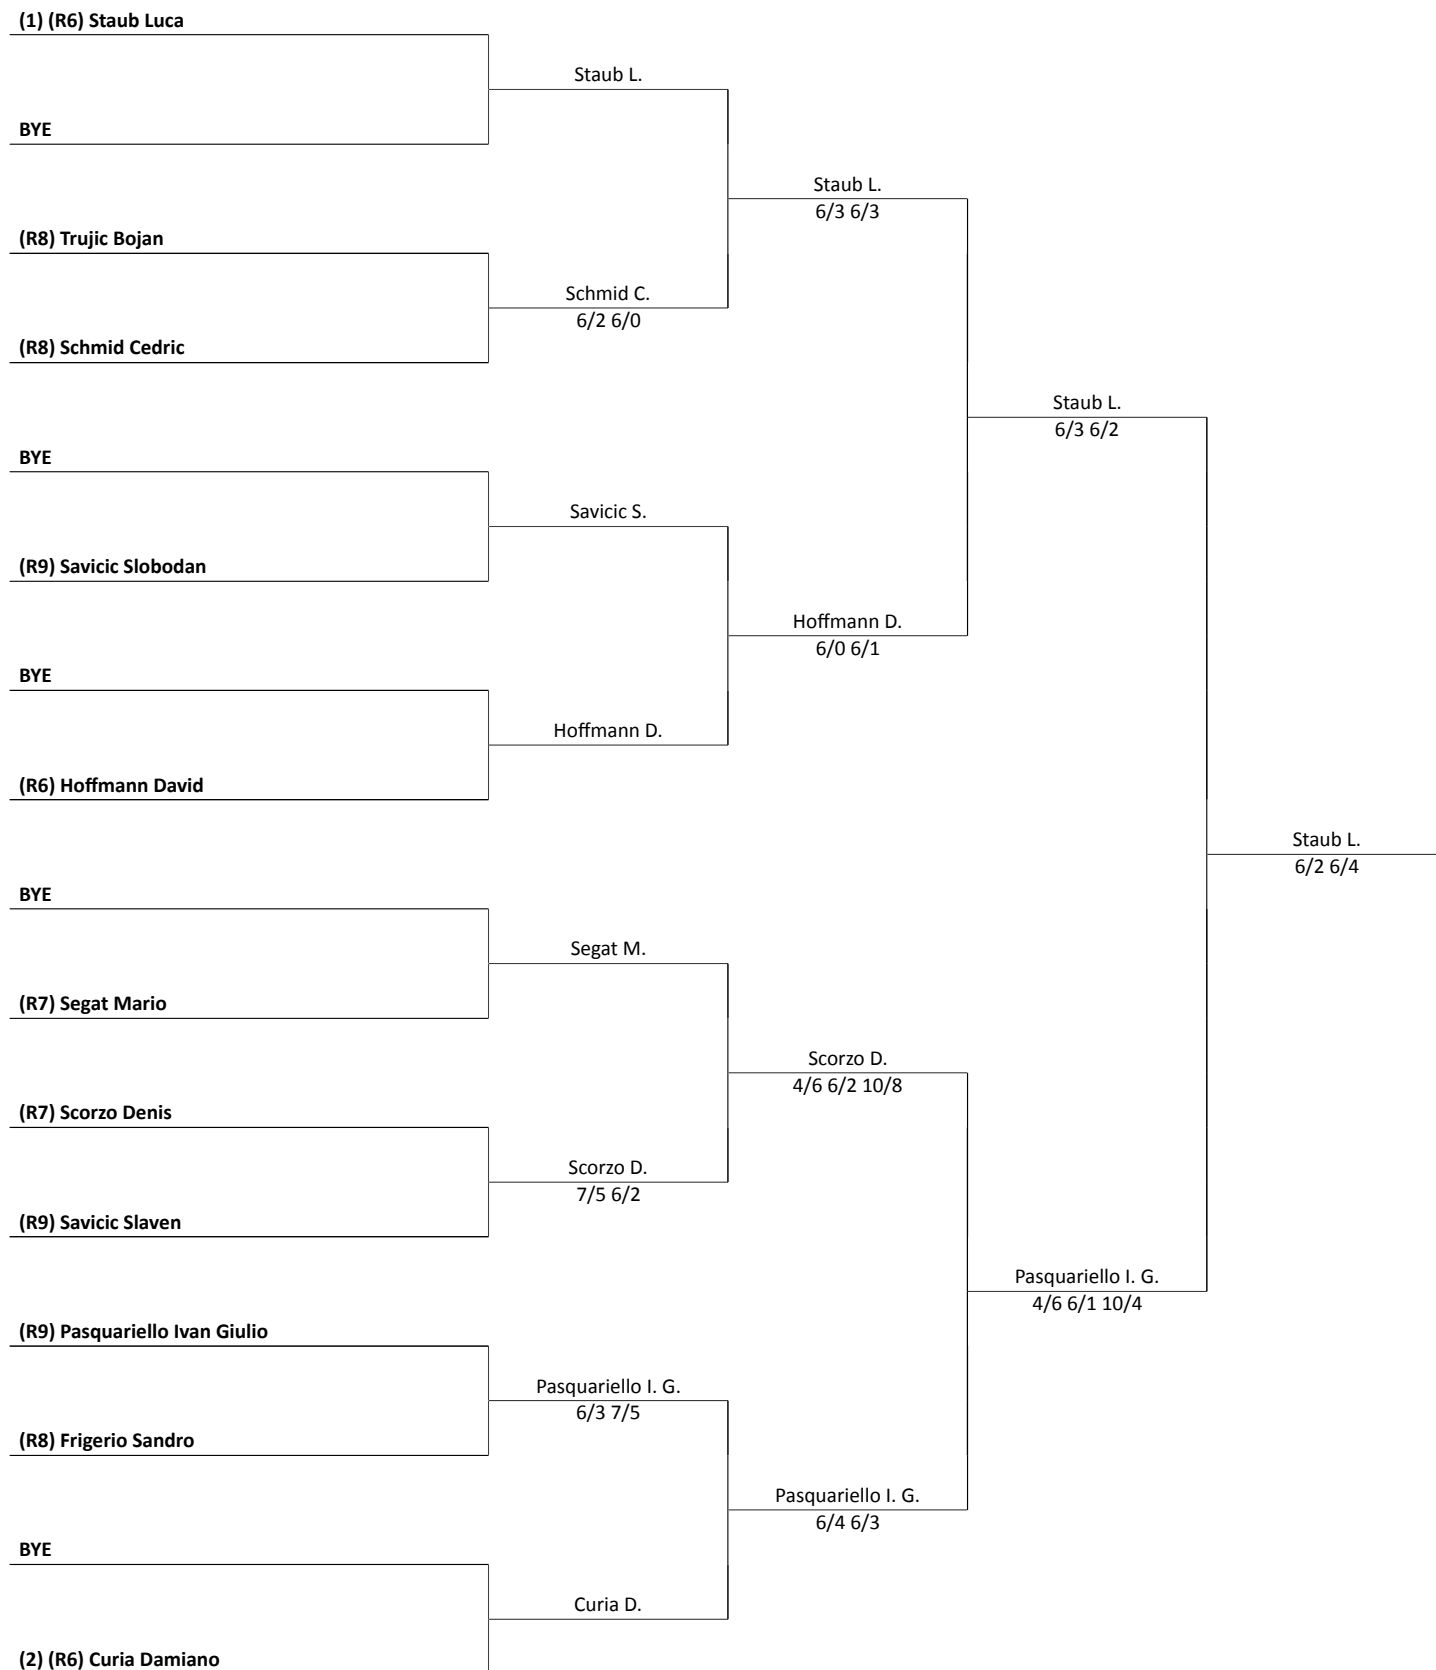 (1) (R6) Staub Luca
Staub L.
BYE
Staub L.
6/3 6/3
(R8) Trujic Bojan
Schmid C.
6/2 6/0
(R8) Schmid Cedric
Staub L.
6/3 6/2
BYE
Savicic S.
(R9) Savicic Slobodan
Hoffmann D.
6/0 6/1
BYE
Hoffmann D.
(R6) Hoffmann David
Staub L.
6/2 6/4
BYE
Segat M.
(R7) Segat Mario
Scorzo D.
4/6 6/2 10/8
(R7) Scorzo Denis
Scorzo D.
7/5 6/2
(R9) Savicic Slaven
Pasquariello I. G.
4/6 6/1 10/4
(R9) Pasquariello Ivan Giulio
Pasquariello I. G.
6/3 7/5
(R8) Frigerio Sandro
Pasquariello I. G.
6/4 6/3
BYE
Curia D.
(2) (R6) Curia Damiano